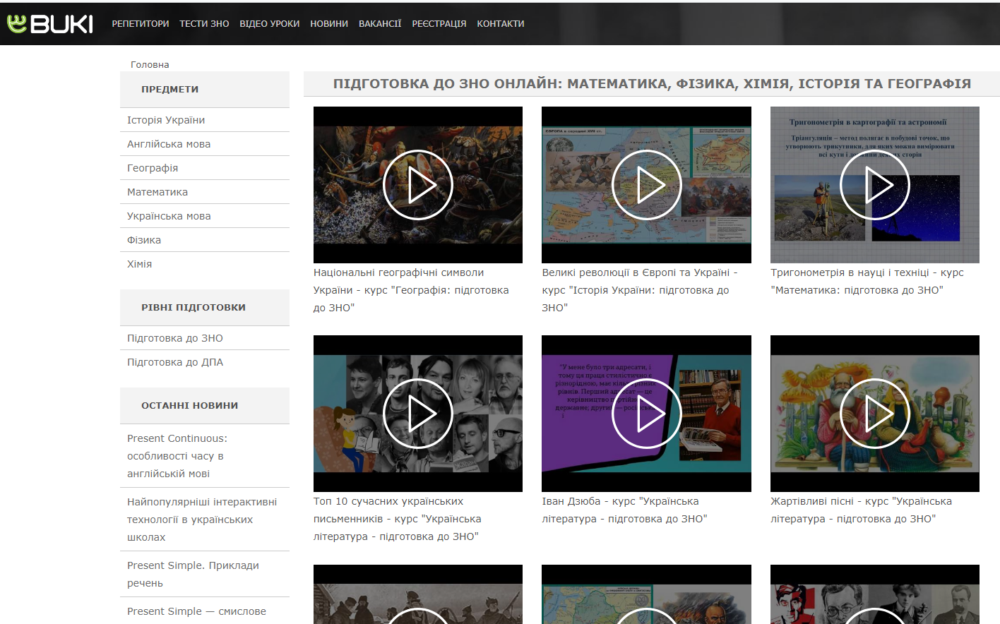 BUKI
РЕПЕТИТОРИ ТЕСТИ ЗНО ВІДЕО УРОКИ НОВИНИ ВАКАНСІЇ РЕЄСТРАЦІЯ КОНТАКТИ
Головна
ПРЕДМЕТИ
Історія України
Англійська мова
Географія
Математика
Українська мова
Фізика
Хімія
РІВНІ ПІДГОТОВКИ
Підготовка до ЗНО
Підготовка до ДПА
ОСТАННІ НОВИНИ
Present Continuous:
особливості часу в
англійській мові
Найпопулярніші інтерактивні
технології в українських
школах
Present Simple. Приклади
речень
Present Simple — смислове
ПІДГОТОВКА ДО ЗНО ОНЛАЙН: МАТЕМАТИКА, ФІЗИКА, ХІМІЯ, ІСТОРІЯ ТА ГЕОГРАФІЯ
Національні географічні символи
України - курс "Географія: підготовка
до ЗНО"
ЄВРОПА в середині XVII ст.
Великі революції в Європі та Україні -
курс "Історія України: підготовка до
ЗНО"
Тригонометрія в картографії та астрономії
Тріангуляція – метод полягає в побудові точок, що
утворюють трикутники, для яких можна вимірювати
всі кути і довжини деяких сторін
Тригонометрія в науці і техніці - курс
"Математика: підготовка до ЗНО"
Топ 10 сучасних українських
письменників - курс "Українська
література - підготовка до ЗНО"
"У мене було три адресати, і
тому ця праця стилістично є
різнорідною, має кілька різних
рівнів. Перший адресат — це
керівництво партійне
державне; другий — російська
і
Іван Дзюба - курс "Українська
література - підготовка до ЗНО"
Жартівливі пісні - курс "Українська
література - підготовка до ЗНО"